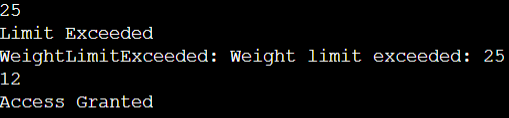 25
Limit Exceeded
WeightLimitExceeded: Weight limit exceeded: 25
12
Access Granted